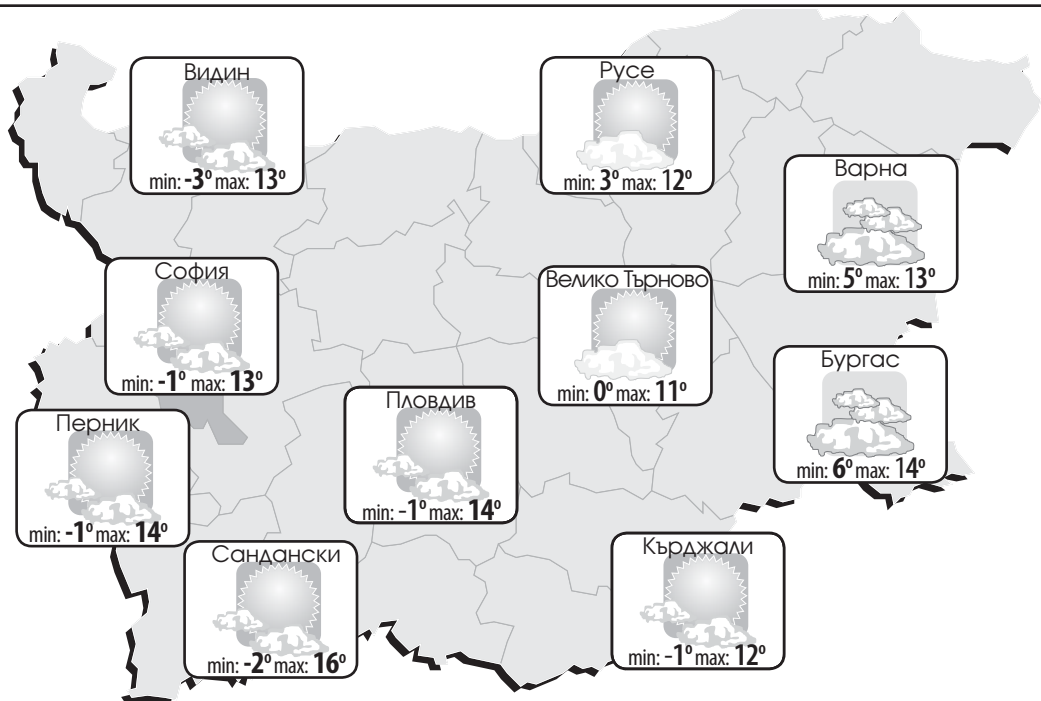 Видин
min: -3° max: 13°
Русе
min: 3° max: 12°
Варна
min: 5° max: 13°
София
min: -1° max: 13°
Велико Търново
min: 0° max: 11°
Бургас
min: 6° max: 14°
Пловдив
min: -1° max: 14°
Перник
min: -1° max: 14°
Сандански
min: -2° max: 16°
Кърджали
min: -1° max: 12°